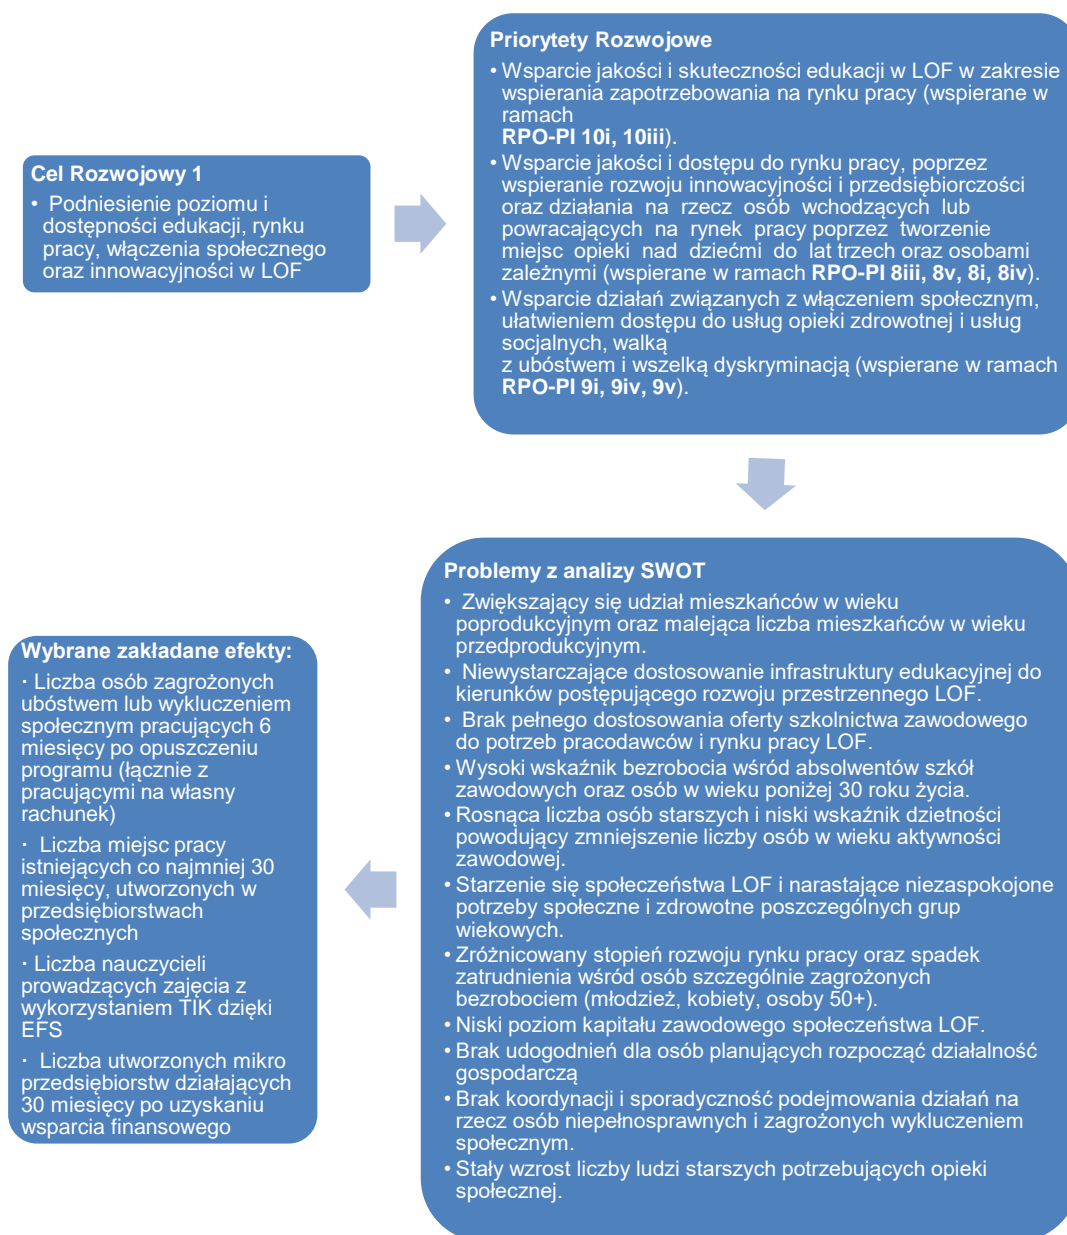 Cel Rozwojowy 1
• Podniesienie poziomu i
dostępności edukacji, rynku
pracy, włączenia społecznego
oraz innowacyjności w LOF
Priorytety Rozwojowe
• Wsparcie jakości i skuteczności edukacji w LOF w zakresie
wspierania zapotrzebowania na rynku pracy (wspierane w
ramach
RPO-PI 10i, 10iii).
• Wsparcie jakości i dostępu do rynku pracy, poprzez
wspieranie rozwoju innowacyjności i przedsiębiorczości
oraz działania na rzecz osób wchodzących lub
powracających na rynek pracy poprzez tworzenie
miejsc opieki nad dziećmi do lat trzech oraz osobami
zależnymi (wspierane w ramach RPO-PI 8iii, 8v, 8i, 8iv).
• Wsparcie działań związanych z włączeniem społecznym,
ułatwieniem dostępu do usług opieki zdrowotnej i usług
socjalnych, walką
z ubóstwem i wszelką dyskryminacją (wspierane w ramach
RPO-PI 9i, 9iv, 9v).
Problemy z analizy SWOT
• Zwiększający się udział mieszkańców w wieku
poprodukcyjnym oraz malejąca liczba mieszkańców w wieku
przedprodukcyjnym.
• Niewystarczające dostosowanie infrastruktury edukacyjnej do
kierunków postępującego rozwoju przestrzennego LOF.
• Brak pełnego dostosowania oferty szkolnictwa zawodowego
do potrzeb pracodawców i rynku pracy LOF.
• Wysoki wskaźnik bezrobocia wśród absolwentów szkół
zawodowych oraz osób w wieku poniżej 30 roku życia.
• Rosnąca liczba osób starszych i niski wskaźnik dzietności
powodujący zmniejszenie liczby osób w wieku aktywności
zawodowej.
• Starzenie się społeczeństwa LOF i narastające niezaspokojone
potrzeby społeczne i zdrowotne poszczególnych grup
wiekowych.
• Zróżnicowany stopień rozwoju rynku pracy oraz spadek
zatrudnienia wśród osób szczególnie zagrożonych
bezrobociem (młodzież, kobiety, osoby 50+).
• Niski poziom kapitału zawodowego społeczeństwa LOF.
• Brak udogodnień dla osób planujących rozpocząć działalność
gospodarczą
• Brak koordynacji i sporadyczność podejmowania działań na
rzecz osób niepełnosprawnych i zagrożonych wykluczeniem
społecznym.
• Stały wzrost liczby ludzi starszych potrzebujących opieki
społecznej.
Wybrane zakładane efekty:
· Liczba osób zagrożonych
ubóstwem lub wykluczeniem
społecznym pracujących 6
miesięcy po opuszczeniu
programu (łącznie z
pracującymi na własny
rachunek)
· Liczba miejsc pracy
istniejących co najmniej 30
miesięcy, utworzonych w
przedsiębiorstwach
społecznych
· Liczba nauczycieli
prowadzących zajęcia z
wykorzystaniem TIK dzięki
EFS
· Liczba utworzonych mikro
przedsiębiorstw działających
30 miesięcy po uzyskaniu
wsparcia finansowego